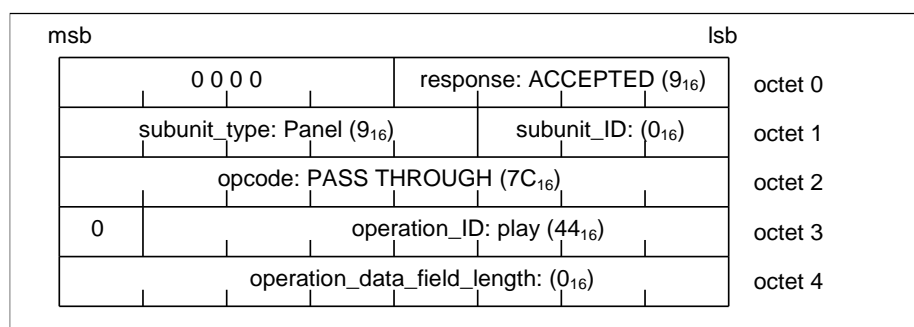 msb lsb
0 0 0 0 response: ACCEPTED (9₁₆) octet 0
subunit_type: Panel (9₁₆) subunit_ID: (0₁₆) octet 1
opcode: PASS THROUGH (7C₁₆) octet 2
0 operation_ID: play (44₁₆) octet 3
operation_data_field_length: (0₁₆) octet 4